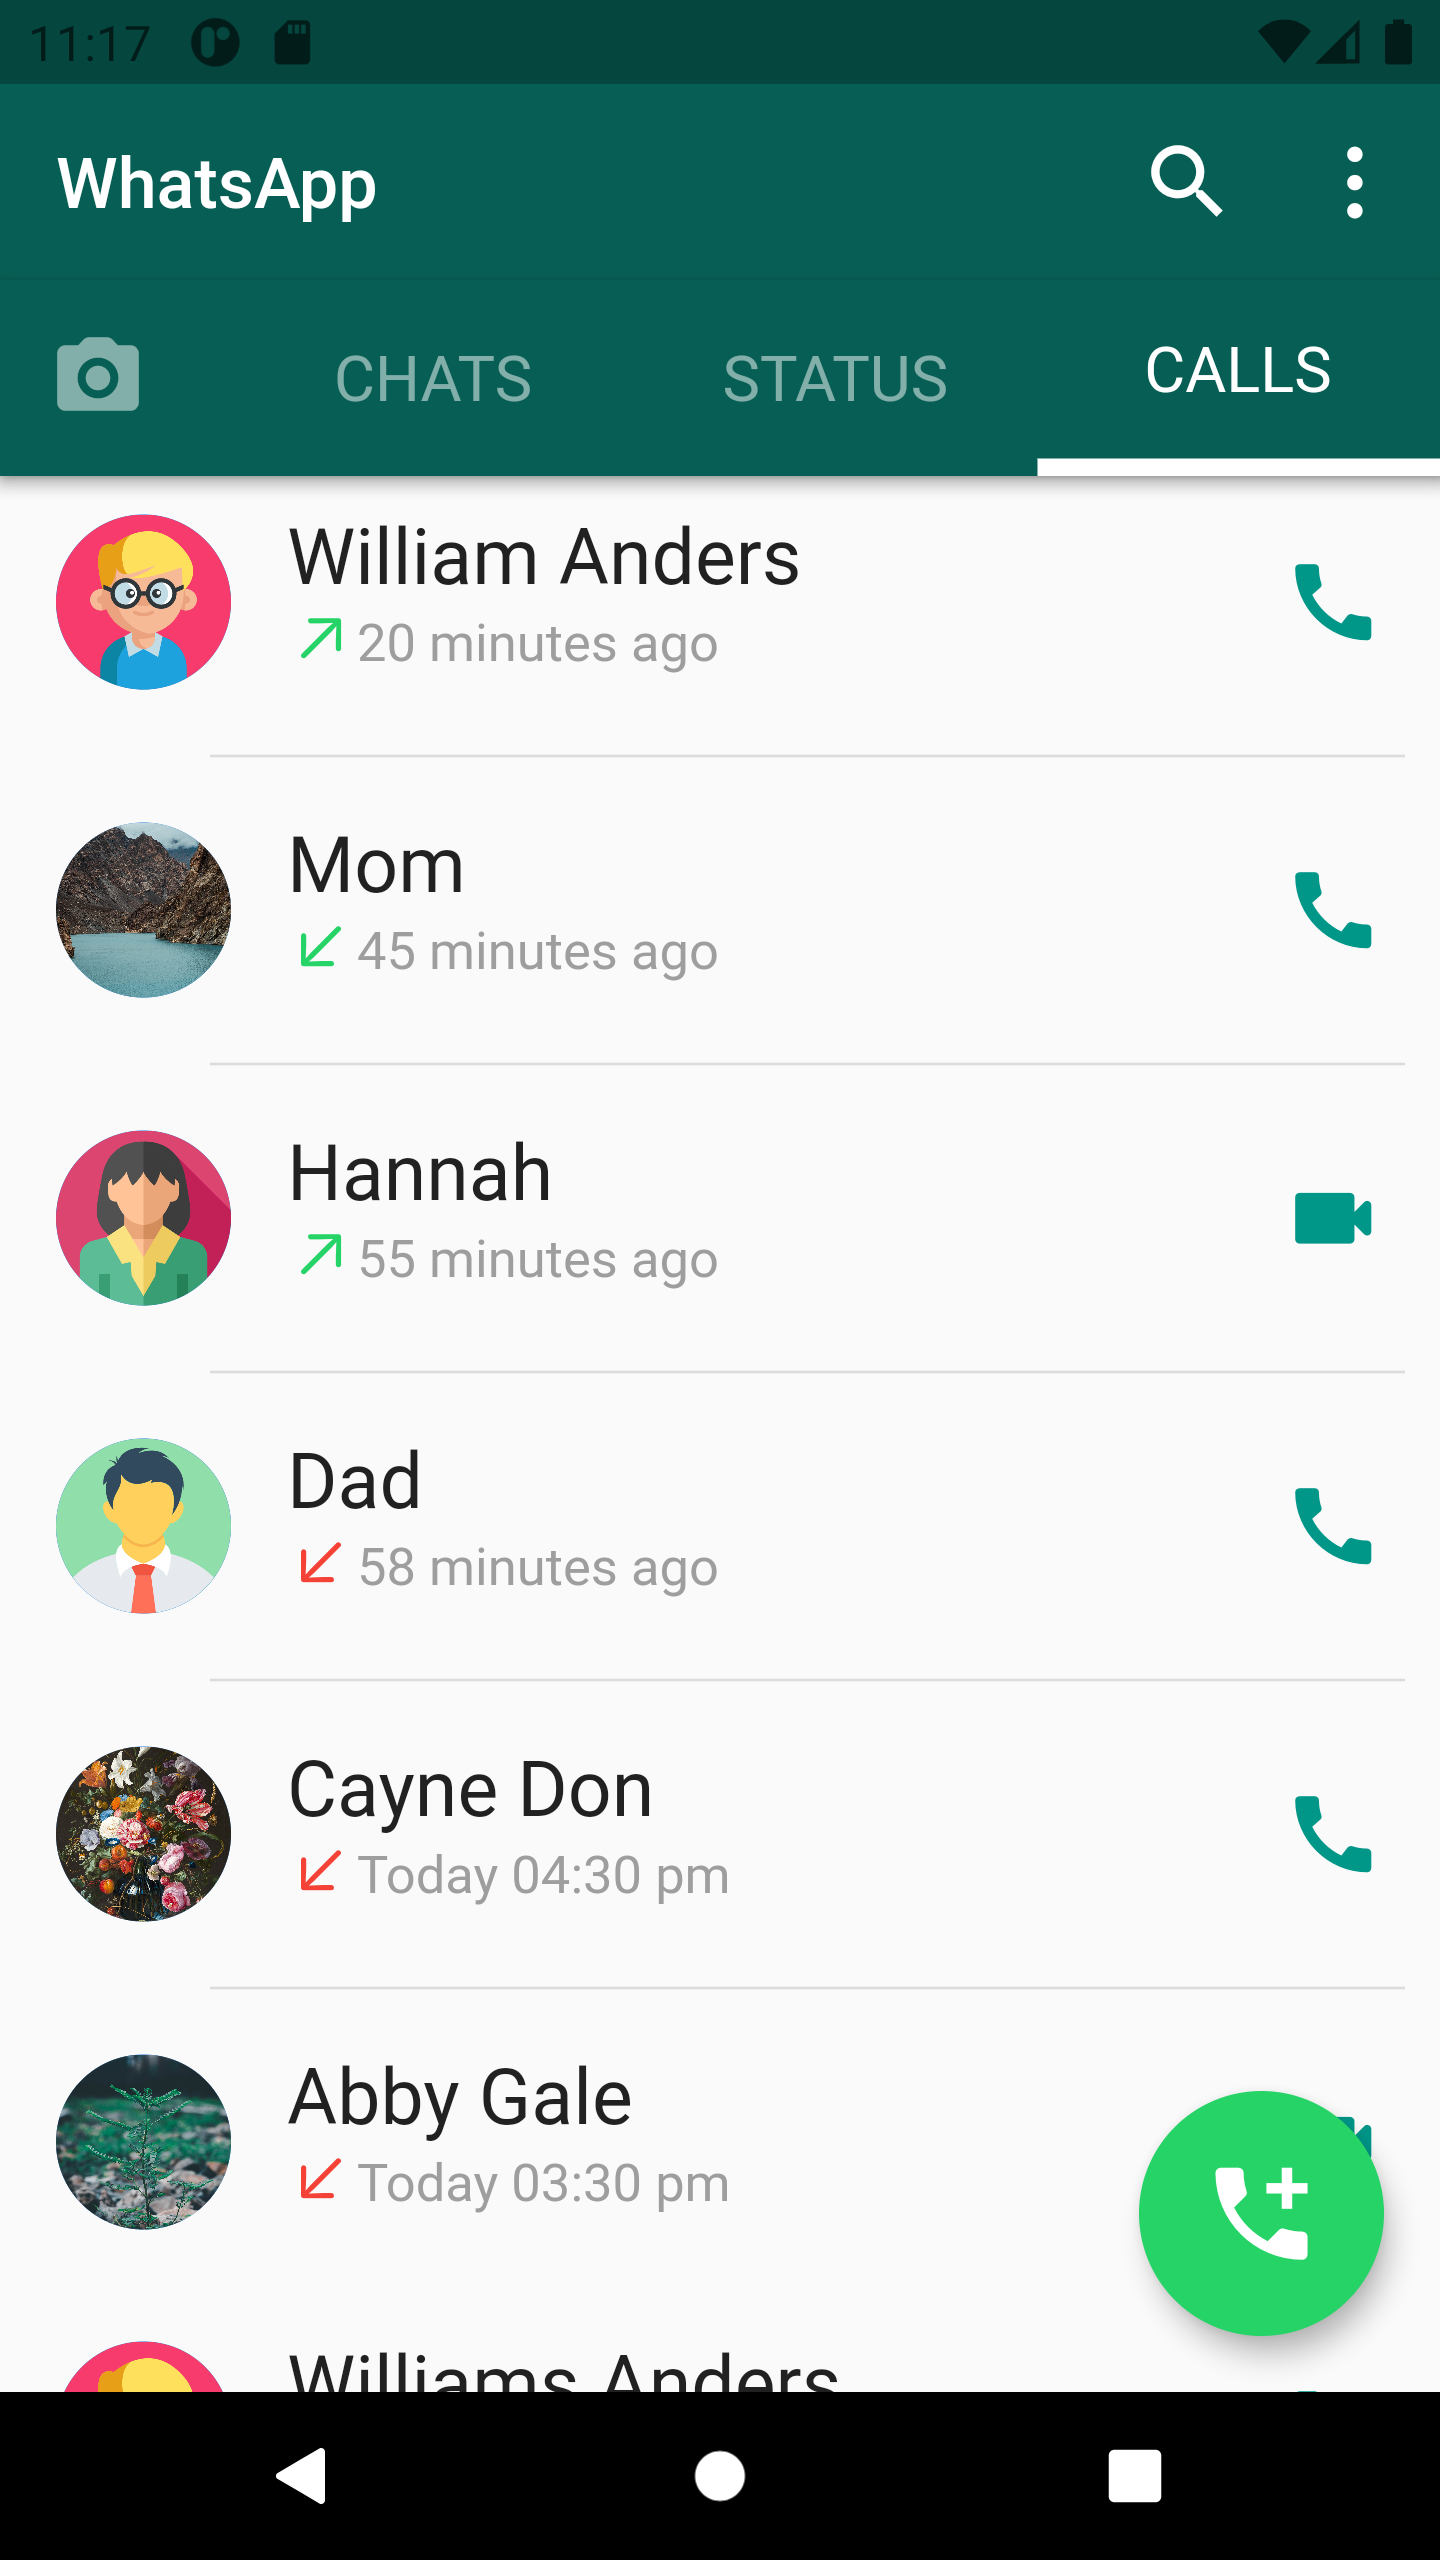 11:17
WhatsApp
CHATS STATUS CALLS
William Anders
20 minutes ago
Mom
45 minutes ago
Hannah
55 minutes ago
Dad
58 minutes ago
Cayne Don
Today 04:30 pm
Abby Gale
Today 03:30 pm
Williams Anders